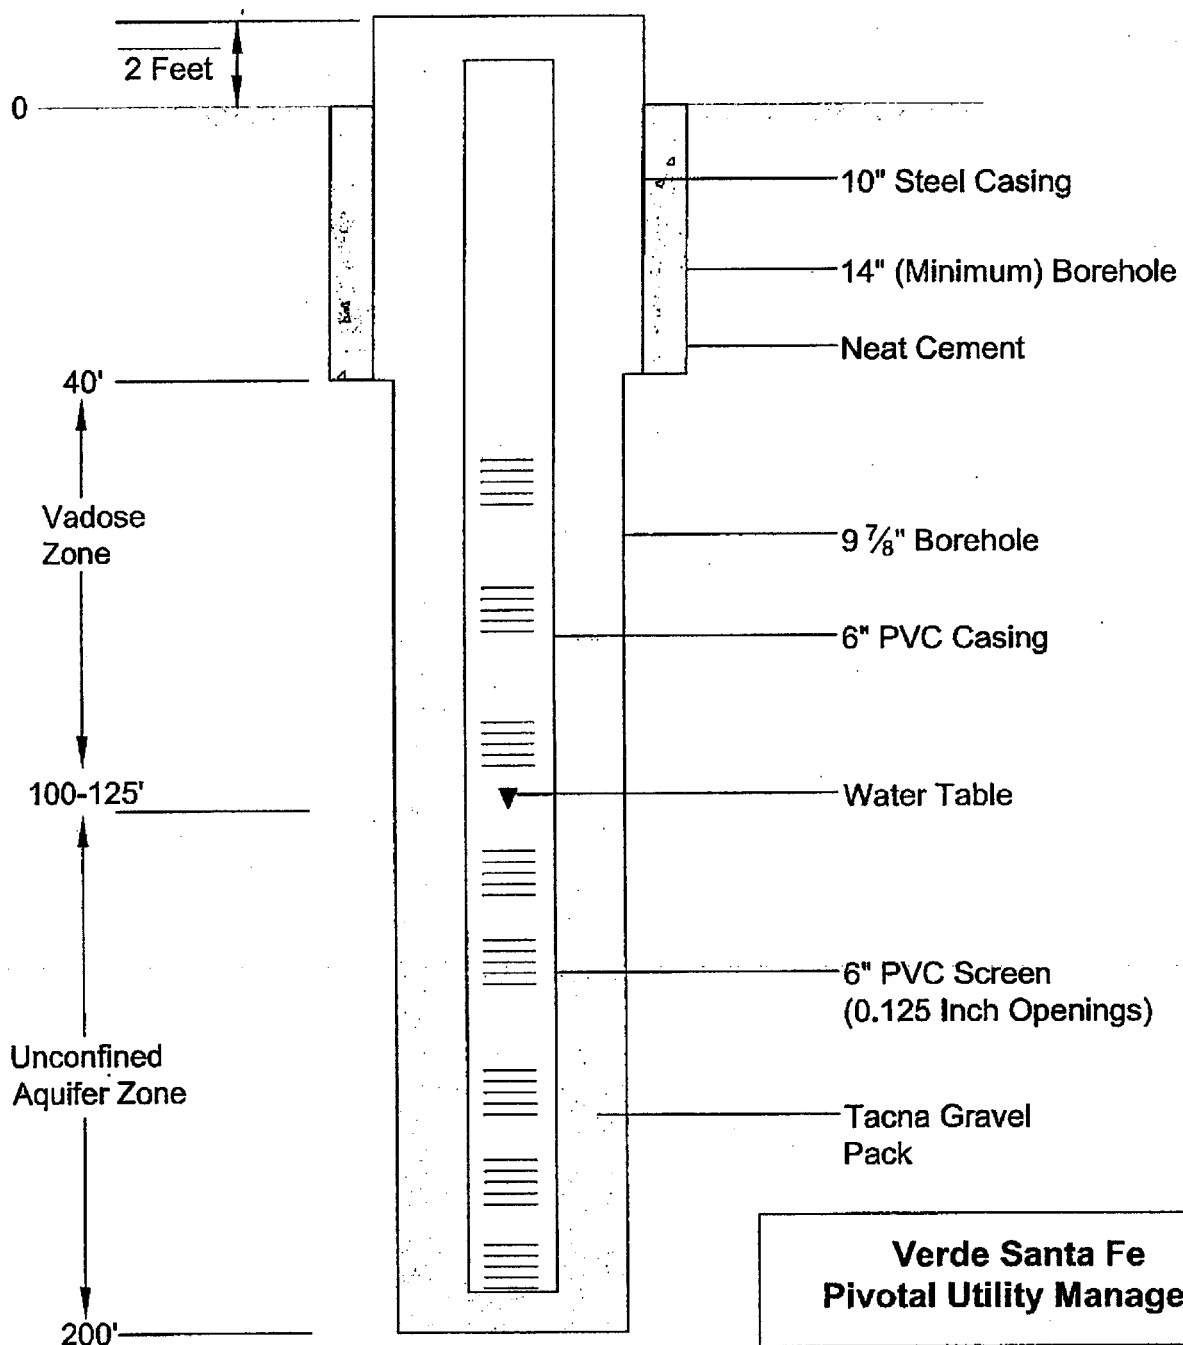 2 Feet
0
10" Steel Casing
14" (Minimum) Borehole
Neat Cement
40'
Vadose
Zone
9 ⅞" Borehole
6" PVC Casing
100-125'
Water Table
6" PVC Screen
(0.125 Inch Openings)
Unconfined
Aquifer Zone
Tacna Gravel
Pack
200'
Verde Santa Fe
Pivotal Utility Manage